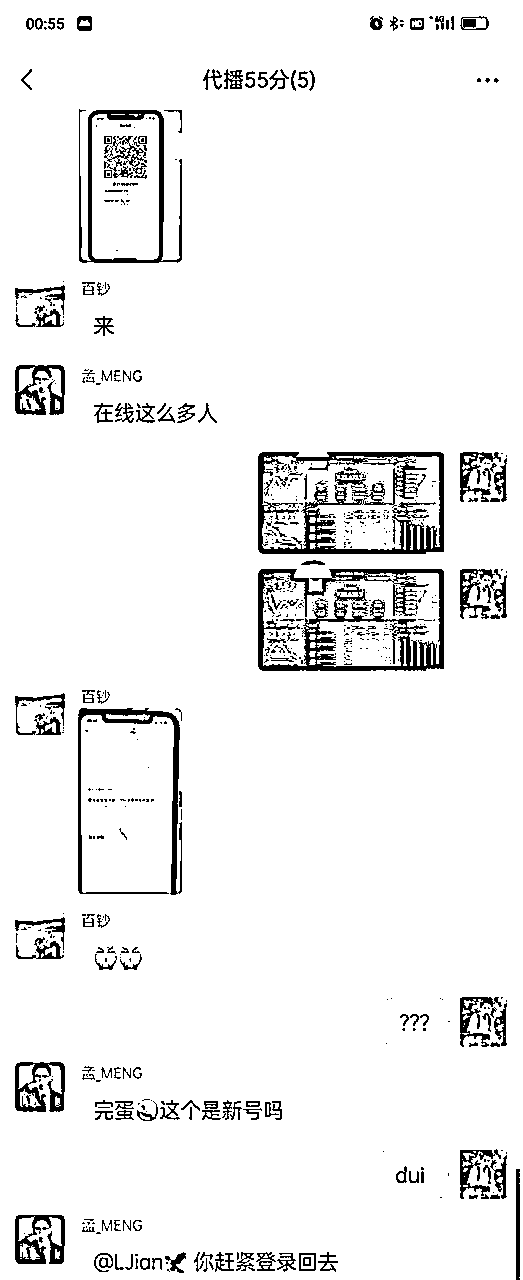 00:55
代播55分(5)
百钞
来
孟_MENG
在线这么多人
百钞
百钞
???
孟_MENG
完蛋这个是新号吗
dui
孟_MENG
@LJian 你赶紧登录回去